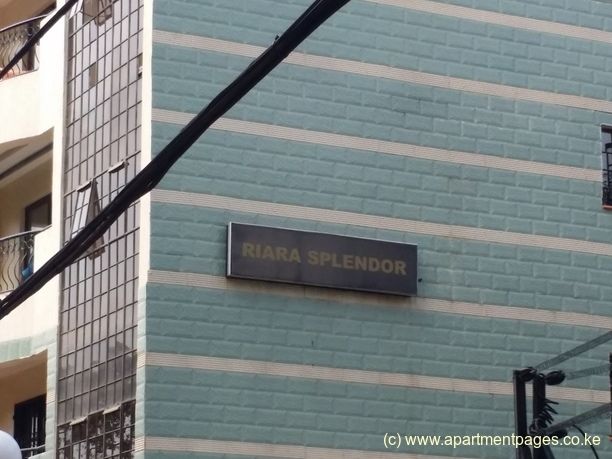 RIARA SPLENDOR
(c) www.apartmentpages.co.ke